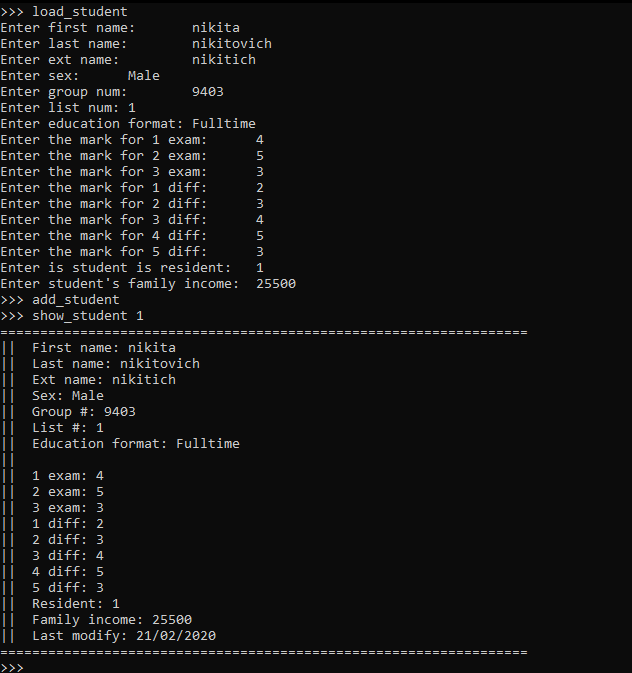 >>> load_student
Enter first name:       nikita
Enter last name:        nikitovich
Enter ext name:         nikitich
Enter sex:      Male
Enter group num:        9403
Enter list num: 1
Enter education format: Fulltime
Enter the mark for 1 exam:      4
Enter the mark for 2 exam:      5
Enter the mark for 3 exam:      3
Enter the mark for 1 diff:      2
Enter the mark for 2 diff:      3
Enter the mark for 3 diff:      4
Enter the mark for 4 diff:      5
Enter the mark for 5 diff:      3
Enter is student is resident:   1
Enter student's family income:  25500
>>> add_student
>>> show_student 1
==================================================================
||  First name: nikita
||  Last name: nikitovich
||  Ext name: nikitich
||  Sex: Male
||  Group #: 9403
||  List #: 1
||  Education format: Fulltime
||
||  1 exam: 4
||  2 exam: 5
||  3 exam: 3
||  1 diff: 2
||  2 diff: 3
||  3 diff: 4
||  4 diff: 5
||  5 diff: 3
||  Resident: 1
||  Family income: 25500
||  Last modify: 21/02/2020
==================================================================
>>>